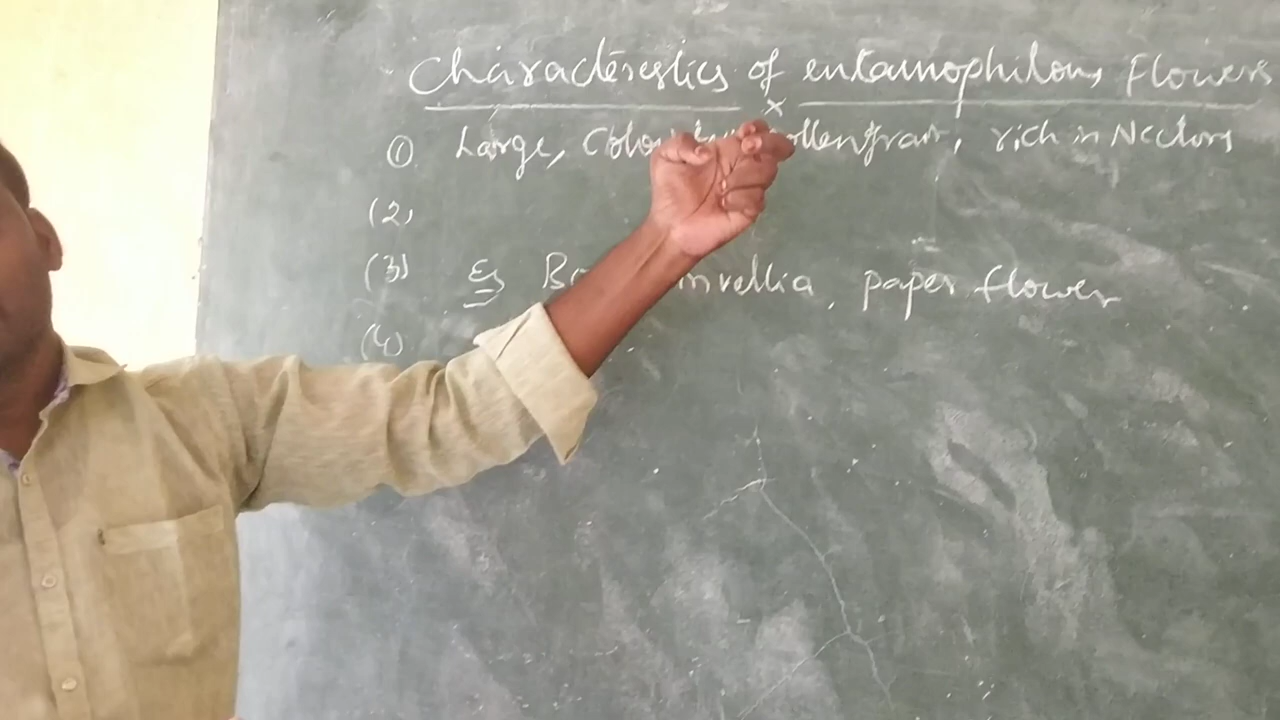 Characteristics of entamophilous Flowers
(1) Large, rich in Nectors
(2)
(3) Eg paper flower
(4)